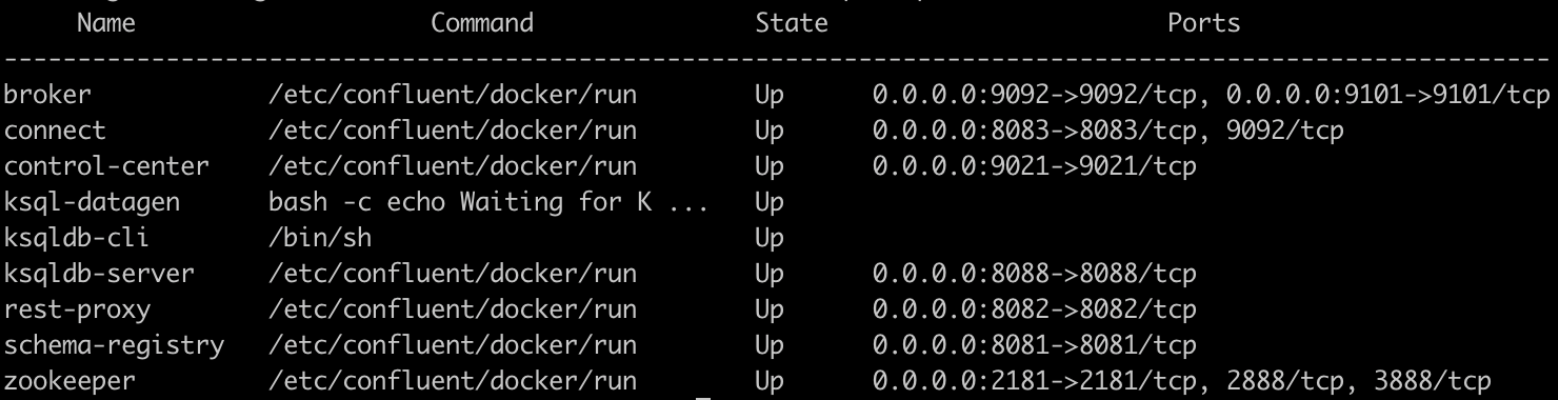 Name Command State Ports
--------------------------------------------------------------------------------------------------------
broker /etc/confluent/docker/run Up 0.0.0.0:9092->9092/tcp, 0.0.0.0:9101->9101/tcp
connect /etc/confluent/docker/run Up 0.0.0.0:8083->8083/tcp, 9092/tcp
control-center /etc/confluent/docker/run Up 0.0.0.0:9021->9021/tcp
ksql-datagen bash -c echo Waiting for K ... Up
ksqldb-cli /bin/sh Up
ksqldb-server /etc/confluent/docker/run Up 0.0.0.0:8088->8088/tcp
rest-proxy /etc/confluent/docker/run Up 0.0.0.0:8082->8082/tcp
schema-registry /etc/confluent/docker/run Up 0.0.0.0:8081->8081/tcp
zookeeper /etc/confluent/docker/run Up 0.0.0.0:2181->2181/tcp, 2888/tcp, 3888/tcp